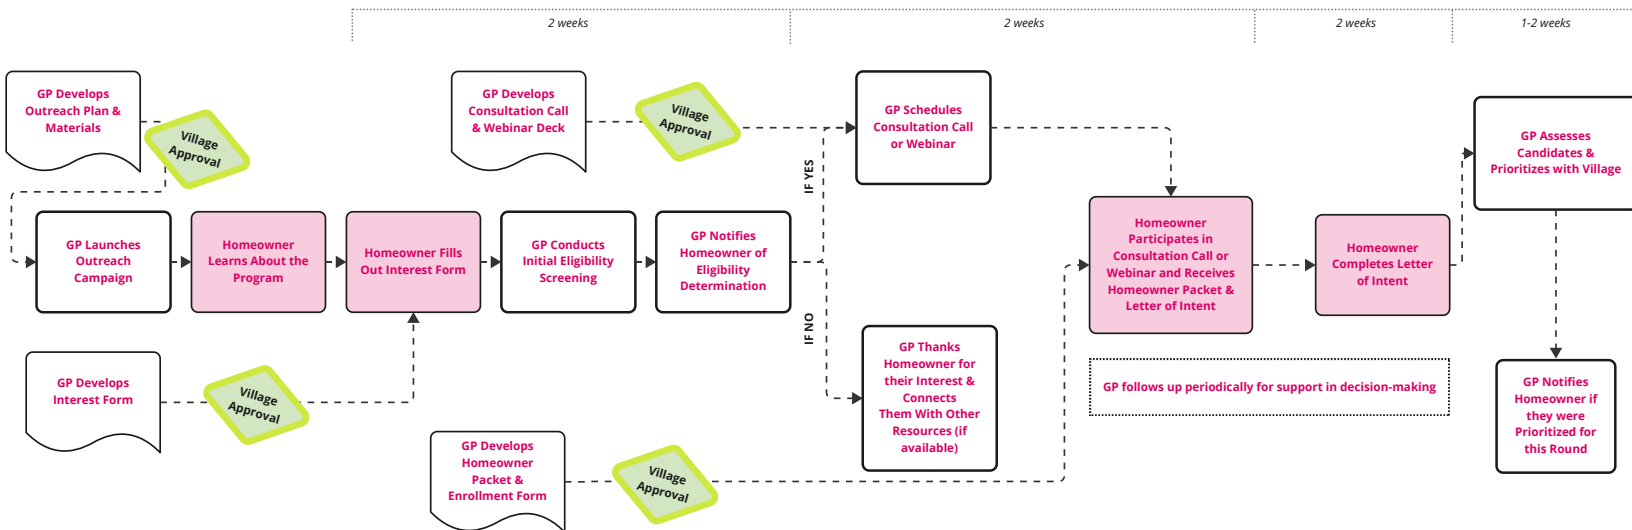 2 weeks
2 weeks
2 weeks
1-2 weeks
GP Develops
Outreach Plan &
Materials
Village
Approval
GP Develops
Consultation Call
& Webinar Deck
Village
Approval
GP Schedules
Consultation Call
or Webinar
GP Assesses
Candidates &
Prioritizes with Village
IF YES
GP Launches
Outreach
Campaign
Homeowner
Learns About the
Program
Homeowner Fills
Out Interest Form
GP Conducts
Initial Eligibility
Screening
GP Notifies
Homeowner of
Eligibility
Determination
Homeowner
Participates in
Consultation Call or
Webinar and Receives
Homeowner Packet &
Letter of Intent
Homeowner
Completes Letter
of Intent
IF NO
GP Develops
Interest Form
Village
Approval
GP Thanks
Homeowner for
their Interest &
Connects
Them With Other
Resources (if
available)
GP follows up periodically for support in decision-making
GP Notifies
Homeowner if
they were
Prioritized for
this Round
GP Develops
Homeowner
Packet &
Enrollment Form
Village
Approval